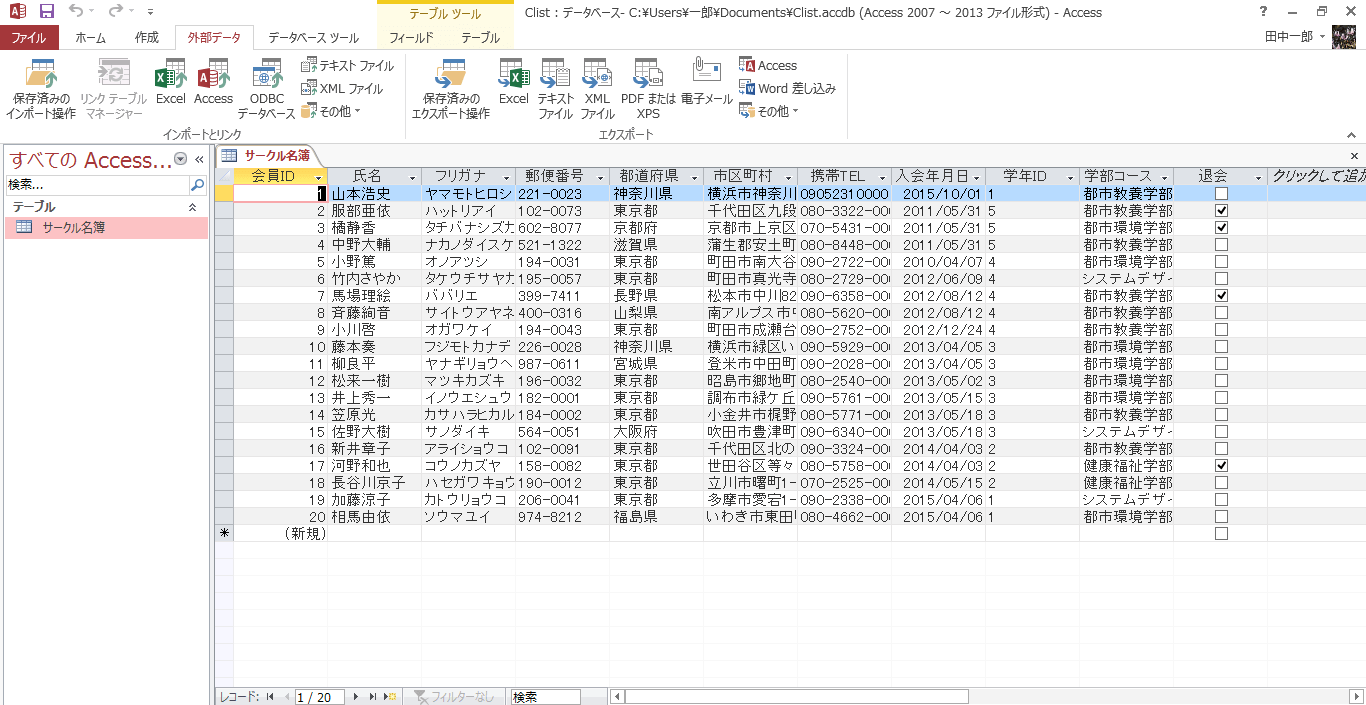 テーブル ツール
Clist : データベース- C:¥Users¥一郎¥Documents¥Clist.accdb (Access 2007 ～ 2013 ファイル形式) - Access
ファイル ホーム 作成 外部データ データベース ツール フィールド テーブル 田中一郎
保存済みの インポート操作
リンク テーブル マネージャー
Excel
Access
ODBC データベース
テキスト ファイル
XML ファイル
その他
インポートとリンク
保存済みの エクスポート操作
Excel
テキスト ファイル
XML ファイル
PDF または XPS
電子メール
Access
Word 差し込み
その他
エクスポート
すべての Access...
検索...
テーブル
サークル名簿
サークル名簿
会員ID 氏名 フリガナ 郵便番号 都道府県 市区町村 携帯TEL 入会年月日 学年ID 学部コース 退会 クリックして追加
1 山本浩史 ヤマモトヒロシ 221-0023 神奈川県 横浜市神奈川 09052310000 2015/10/01 1 都市教養学部
2 服部亜依 ハットリアイ 102-0073 東京都 千代田区九段 080-3322-00 2011/05/31 5 都市教養学部
3 橘静香 タチバナシズカ 602-8077 京都府 京都市上京区 070-5431-00 2011/05/31 5 都市環境学部
4 中野大輔 ナカノダイスケ 521-1322 滋賀県 蒲生郡安土町 080-8448-00 2011/05/31 5 都市教養学部
5 小野篤 オノアツシ 194-0031 東京都 町田市南大谷 090-2722-00 2010/04/07 4 都市環境学部
6 竹内さやか タケウチサヤカ 195-0057 東京都 町田市真光寺 080-2729-00 2012/06/09 4 システムデザイ
7 馬場理絵 ババリエ 399-7411 長野県 松本市中川82 090-6358-00 2012/08/12 4 都市教養学部
8 斉藤絢音 サイトウアヤネ 400-0316 山梨県 南アルプス市 080-5620-00 2012/08/12 4 都市教養学部
9 小川啓 オガワケイ 194-0043 東京都 町田市成瀬台 090-2752-00 2012/12/24 4 都市教養学部
10 藤本奏 フジモトカナデ 226-0028 神奈川県 横浜市緑区い 090-5929-00 2013/04/05 3 都市環境学部
11 柳良平 ヤナギリョウヘ 987-0611 宮城県 登米市中田町 090-2028-00 2013/04/05 3 都市環境学部
12 松来一樹 マツキカズキ 196-0032 東京都 昭島市郷地町 080-2540-00 2013/05/02 3 都市環境学部
13 井上秀一 イノウエシュウ 182-0001 東京都 調布市緑ケ丘 090-5761-00 2013/05/15 3 都市環境学部
14 笠原光 カサハラヒカル 184-0002 東京都 小金井市梶野 080-5771-00 2013/05/18 3 都市教養学部
15 佐野大樹 サノダイキ 564-0051 大阪府 吹田市豊津町 090-6340-00 2013/05/18 3 システムデザイ
16 新井章子 アライショウコ 102-0091 東京都 千代田区北の 090-3324-00 2014/04/03 2 都市教養学部
17 河野和也 コウノカズヤ 158-0082 東京都 世田谷区等々 080-5758-00 2014/04/03 2 健康福祉学部
18 長谷川京子 ハセガワキョウ 190-0012 東京都 立川市曙町1- 070-2525-00 2014/05/15 2 健康福祉学部
19 加藤涼子 カトウリョウコ 206-0041 東京都 多摩市愛宕1- 090-2338-00 2015/04/06 1 システムデザイ
20 相馬由依 ソウマユイ 974-8212 福島県 いわき市東田 080-4662-00 2015/04/06 1 都市環境学部
(新規)
レコード: 1 / 20 フィルターなし 検索